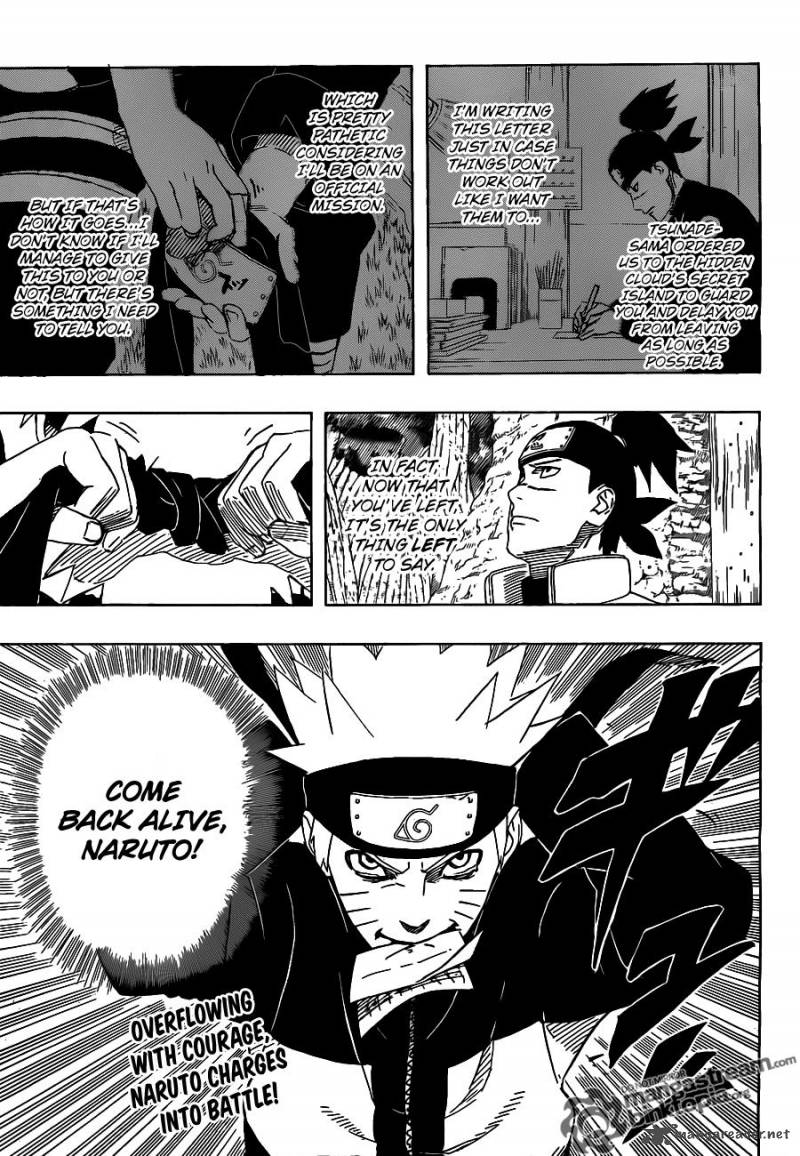 I'M WRITING
THIS LETTER
JUST IN CASE
THINGS DON'T
WORK OUT
LIKE I WANT
THEM TO...
TSUNADE-
SAMA ORDERED
US TO THE HIDDEN
CLOUD'S SECRET
ISLAND TO GUARD
YOU AND DELAY YOU
FROM LEAVING
AS LONG AS
POSSIBLE.
WHICH
IS PRETTY
PATHETIC
CONSIDERING
I'LL BE ON AN
OFFICIAL
MISSION.
BUT IF THAT'S
HOW IT GOES...I
DON'T KNOW IF I'LL
MANAGE TO GIVE
THIS TO YOU OR
NOT, BUT THERE'S
SOMETHING I NEED
TO TELL YOU.
IN FACT,
NOW THAT
YOU'VE LEFT,
IT'S THE ONLY
THING LEFT
TO SAY.
COME
BACK ALIVE,
NARUTO!
OVERFLOWING
WITH COURAGE,
NARUTO CHARGES
INTO BATTLE!
mangastream.com
binktopia.org
mangareader.net